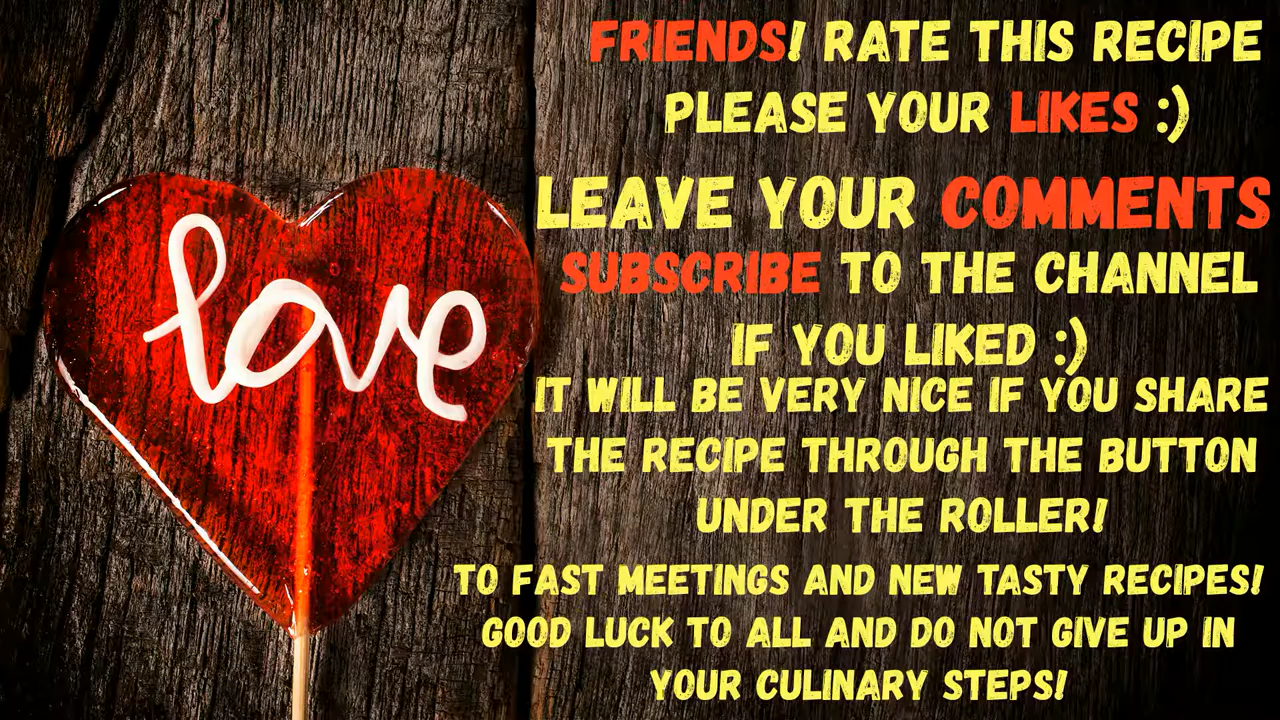 love
FRIENDS! RATE THIS RECIPE
PLEASE YOUR LIKES :)
LEAVE YOUR COMMENTS
SUBSCRIBE TO THE CHANNEL
IF YOU LIKED :)
IT WILL BE VERY NICE IF YOU SHARE
THE RECIPE THROUGH THE BUTTON
UNDER THE ROLLER!
TO FAST MEETINGS AND NEW TASTY RECIPES!
GOOD LUCK TO ALL AND DO NOT GIVE UP IN
YOUR CULINARY STEPS!